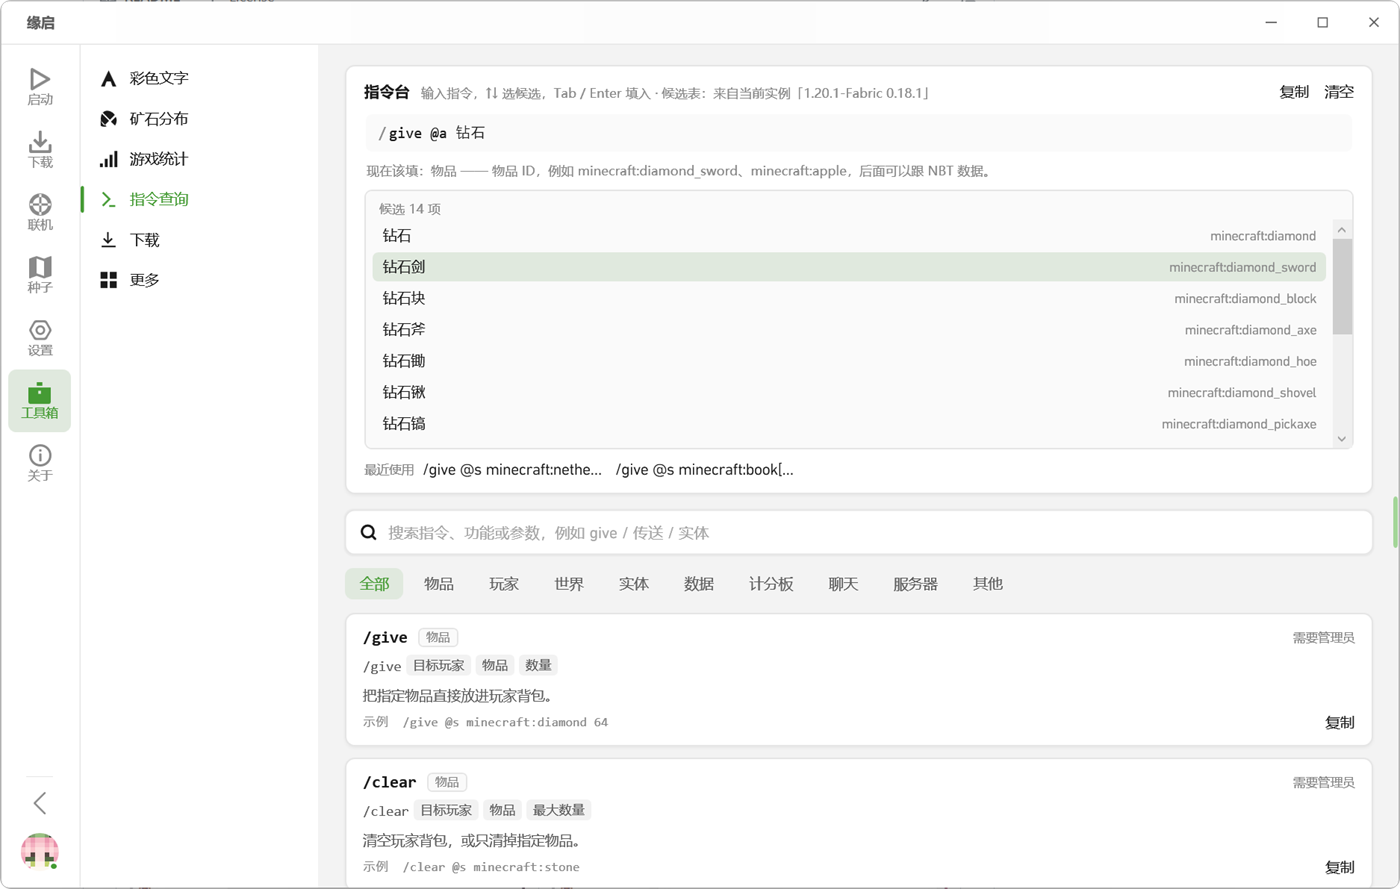 缘启
启动
下载
联机
种子
设置
工具箱
关于
彩色文字
矿石分布
游戏统计
指令查询
下载
更多
指令台 输入指令，↑↓ 选候选，Tab / Enter 填入 · 候选表：来自当前实例「1.20.1-Fabric 0.18.1」 复制 清空
/give @a 钻石
现在该填：物品 —— 物品 ID，例如 minecraft:diamond_sword、minecraft:apple，后面可以跟 NBT 数据。
候选 14 项
钻石 minecraft:diamond
钻石剑 minecraft:diamond_sword
钻石块 minecraft:diamond_block
钻石斧 minecraft:diamond_axe
钻石锄 minecraft:diamond_hoe
钻石锹 minecraft:diamond_shovel
钻石镐 minecraft:diamond_pickaxe
最近使用 /give @s minecraft:nethe... /give @s minecraft:book[...
搜索指令、功能或参数，例如 give / 传送 / 实体
全部 物品 玩家 世界 实体 数据 计分板 聊天 服务器 其他
/give 物品 需要管理员
/give 目标玩家 物品 数量
把指定物品直接放进玩家背包。
示例 /give @s minecraft:diamond 64 复制
/clear 物品 需要管理员
/clear 目标玩家 物品 最大数量
清空玩家背包，或只清掉指定物品。
示例 /clear @s minecraft:stone 复制